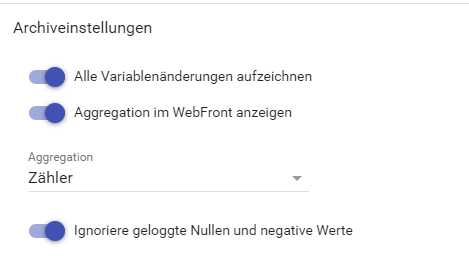 Archiveinstellungen
Alle Variablenänderungen aufzeichnen
Aggregation im WebFront anzeigen
Aggregation
Zähler
Ignoriere geloggte Nullen und negative Werte